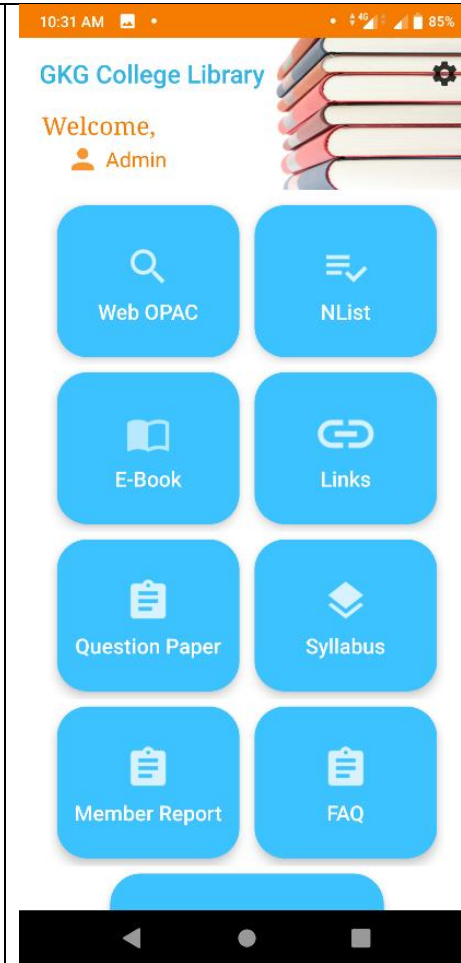 10:31 AM 4G 85%
GKG College Library
Welcome,
Admin
Web OPAC NList
E-Book Links
Question Paper Syllabus
Member Report FAQ